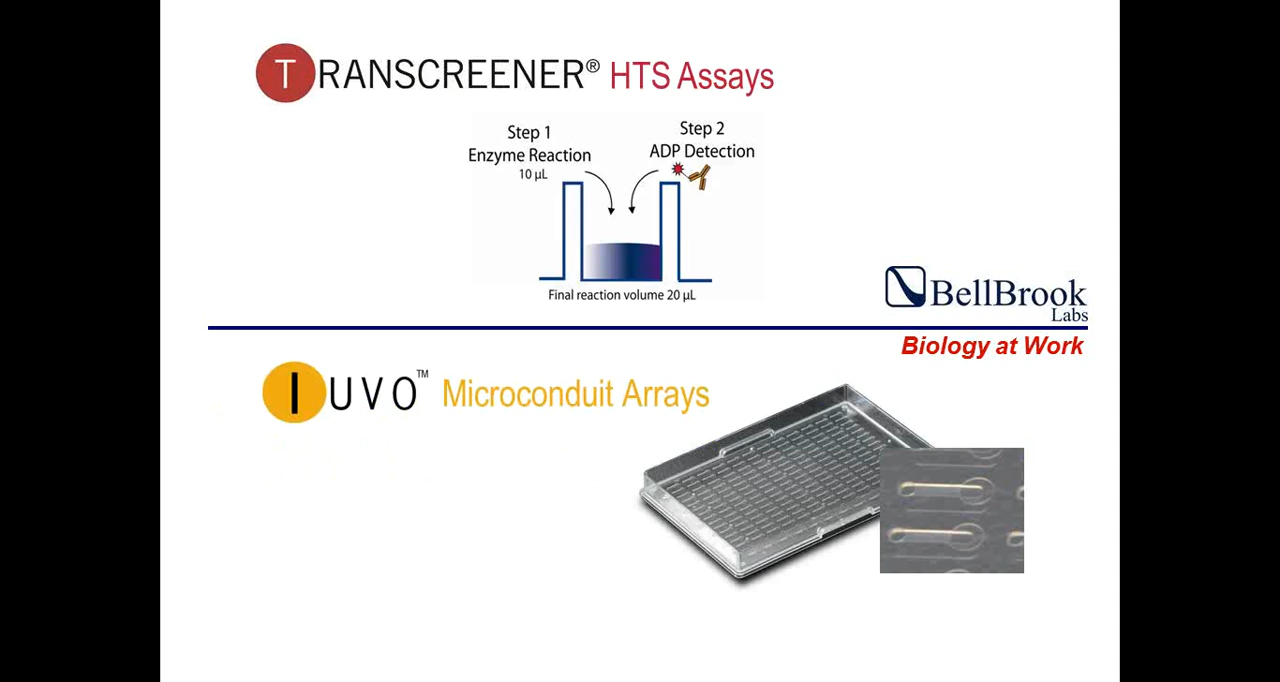 TRANSCREENER® HTS Assays
Step 1
Enzyme Reaction
10 µL
Step 2
ADP Detection
Final reaction volume 20 µL
BellBrook
Labs
Biology at Work
IUVO™ Microconduit Arrays